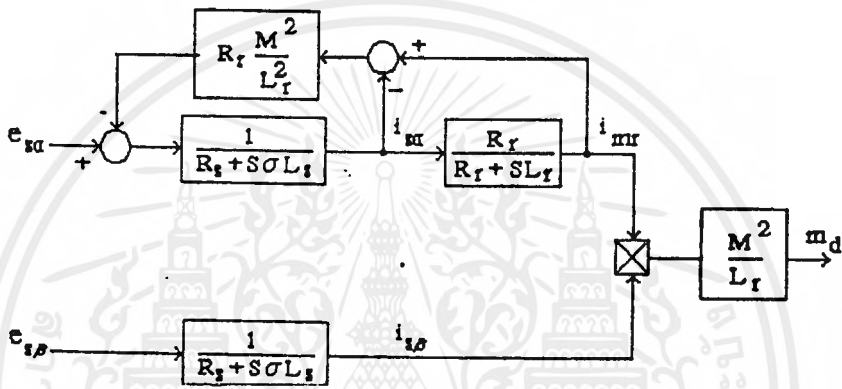 R_r M^2 / L_r^2
+
-
-
e_sα
+
1 / (R_s + SσL_s)
i_sα
R_r / (R_r + SL_r)
i_mr
M^2 / L_r
m_d
e_sβ
1 / (R_s + SσL_s)
i_sβ